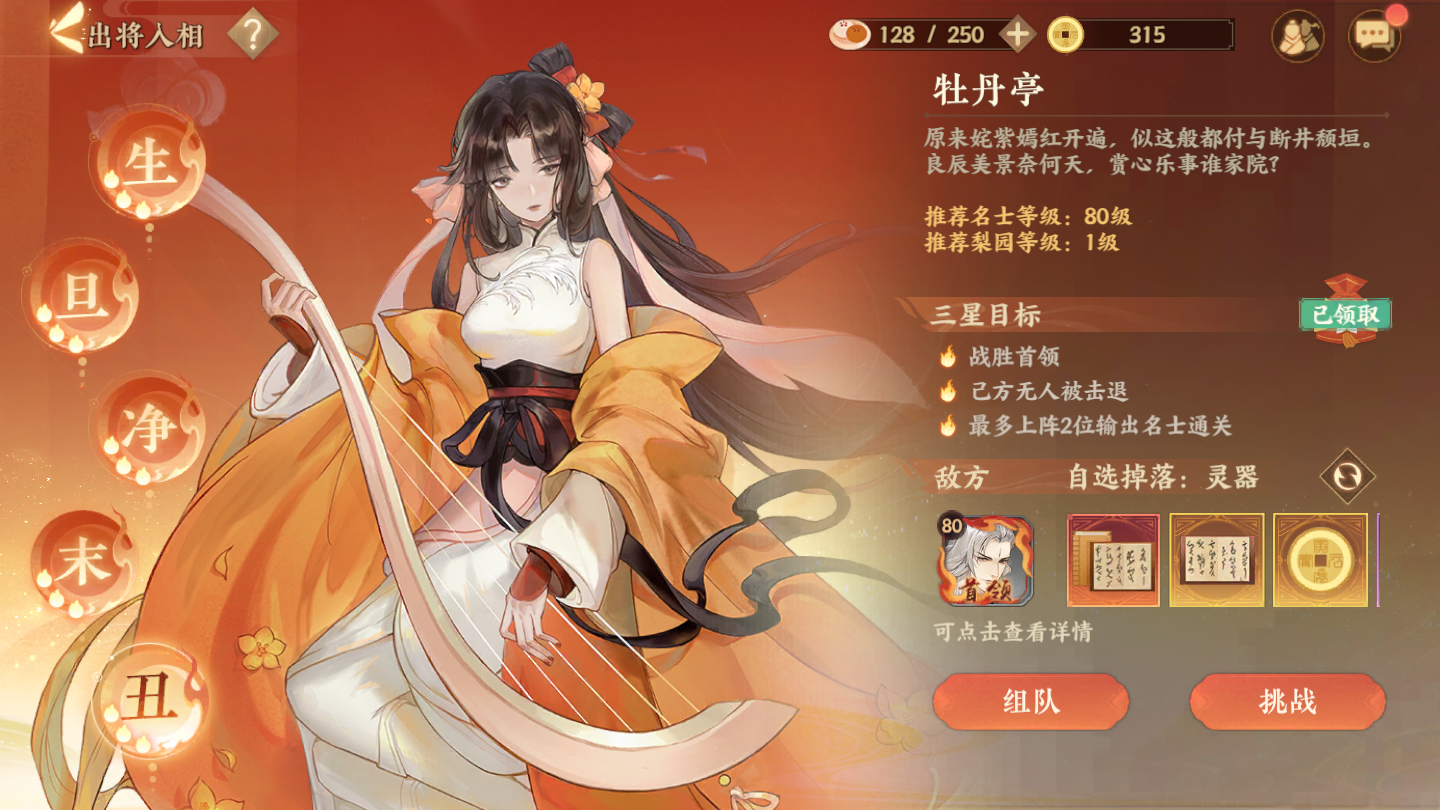 出将入相
?
128 / 250
315
生
旦
净
末
丑
牡丹亭
原来姹紫嫣红开遍，似这般都付与断井颓垣。
良辰美景奈何天，赏心乐事谁家院？
推荐名士等级：80级
推荐梨园等级：1级
三星目标
已领取
战胜首领
己方无人被击退
最多上阵2位输出名士通关
敌方
自选掉落：灵器
80
首领
可点击查看详情
组队
挑战